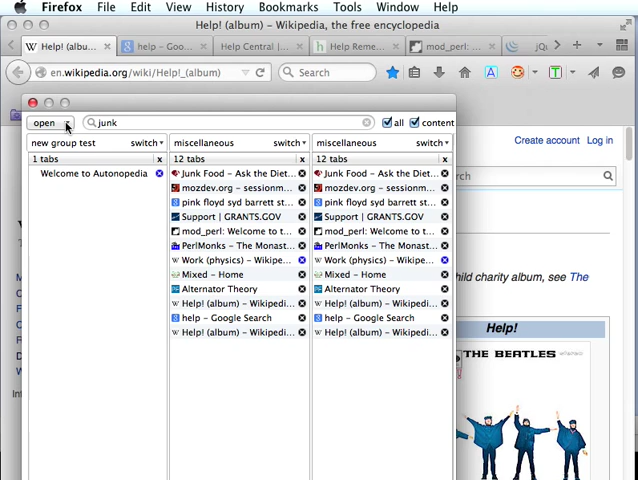 Firefox File Edit View History Bookmarks Tools Window Help
Help! (album) – Wikipedia, the free encyclopedia
Help! (albu... × help – Goo... × Help Central |... × Help Reme... × mod_perl: ... ×
en.wikipedia.org/wiki/Help!_(album) Search
open junk all content
new group test switch miscellaneous switch miscellaneous switch
Create account Log in
1 tabs x 12 tabs x 12 tabs x
Welcome to Autonopedia Junk Food – Ask the Diet... Junk Food – Ask the Diet...
mozdev.org – sessionm... mozdev.org – sessionm...
arch
pink floyd syd barrett st... pink floyd syd barrett st...
Support | GRANTS.GOV Support | GRANTS.GOV
mod_perl: Welcome to t... mod_perl: Welcome to t...
PerlMonks – The Monast... PerlMonks – The Monast...
Work (physics) – Wikipe... Work (physics) – Wikipe...
Mixed – Home Mixed – Home
hild charity album, see The
Alternator Theory Alternator Theory
Help! (album) – Wikipedi... Help! (album) – Wikipedi...
help – Google Search help – Google Search
Help! (album) – Wikipedi... Help! (album) – Wikipedi...
Help!
THE BEATLES